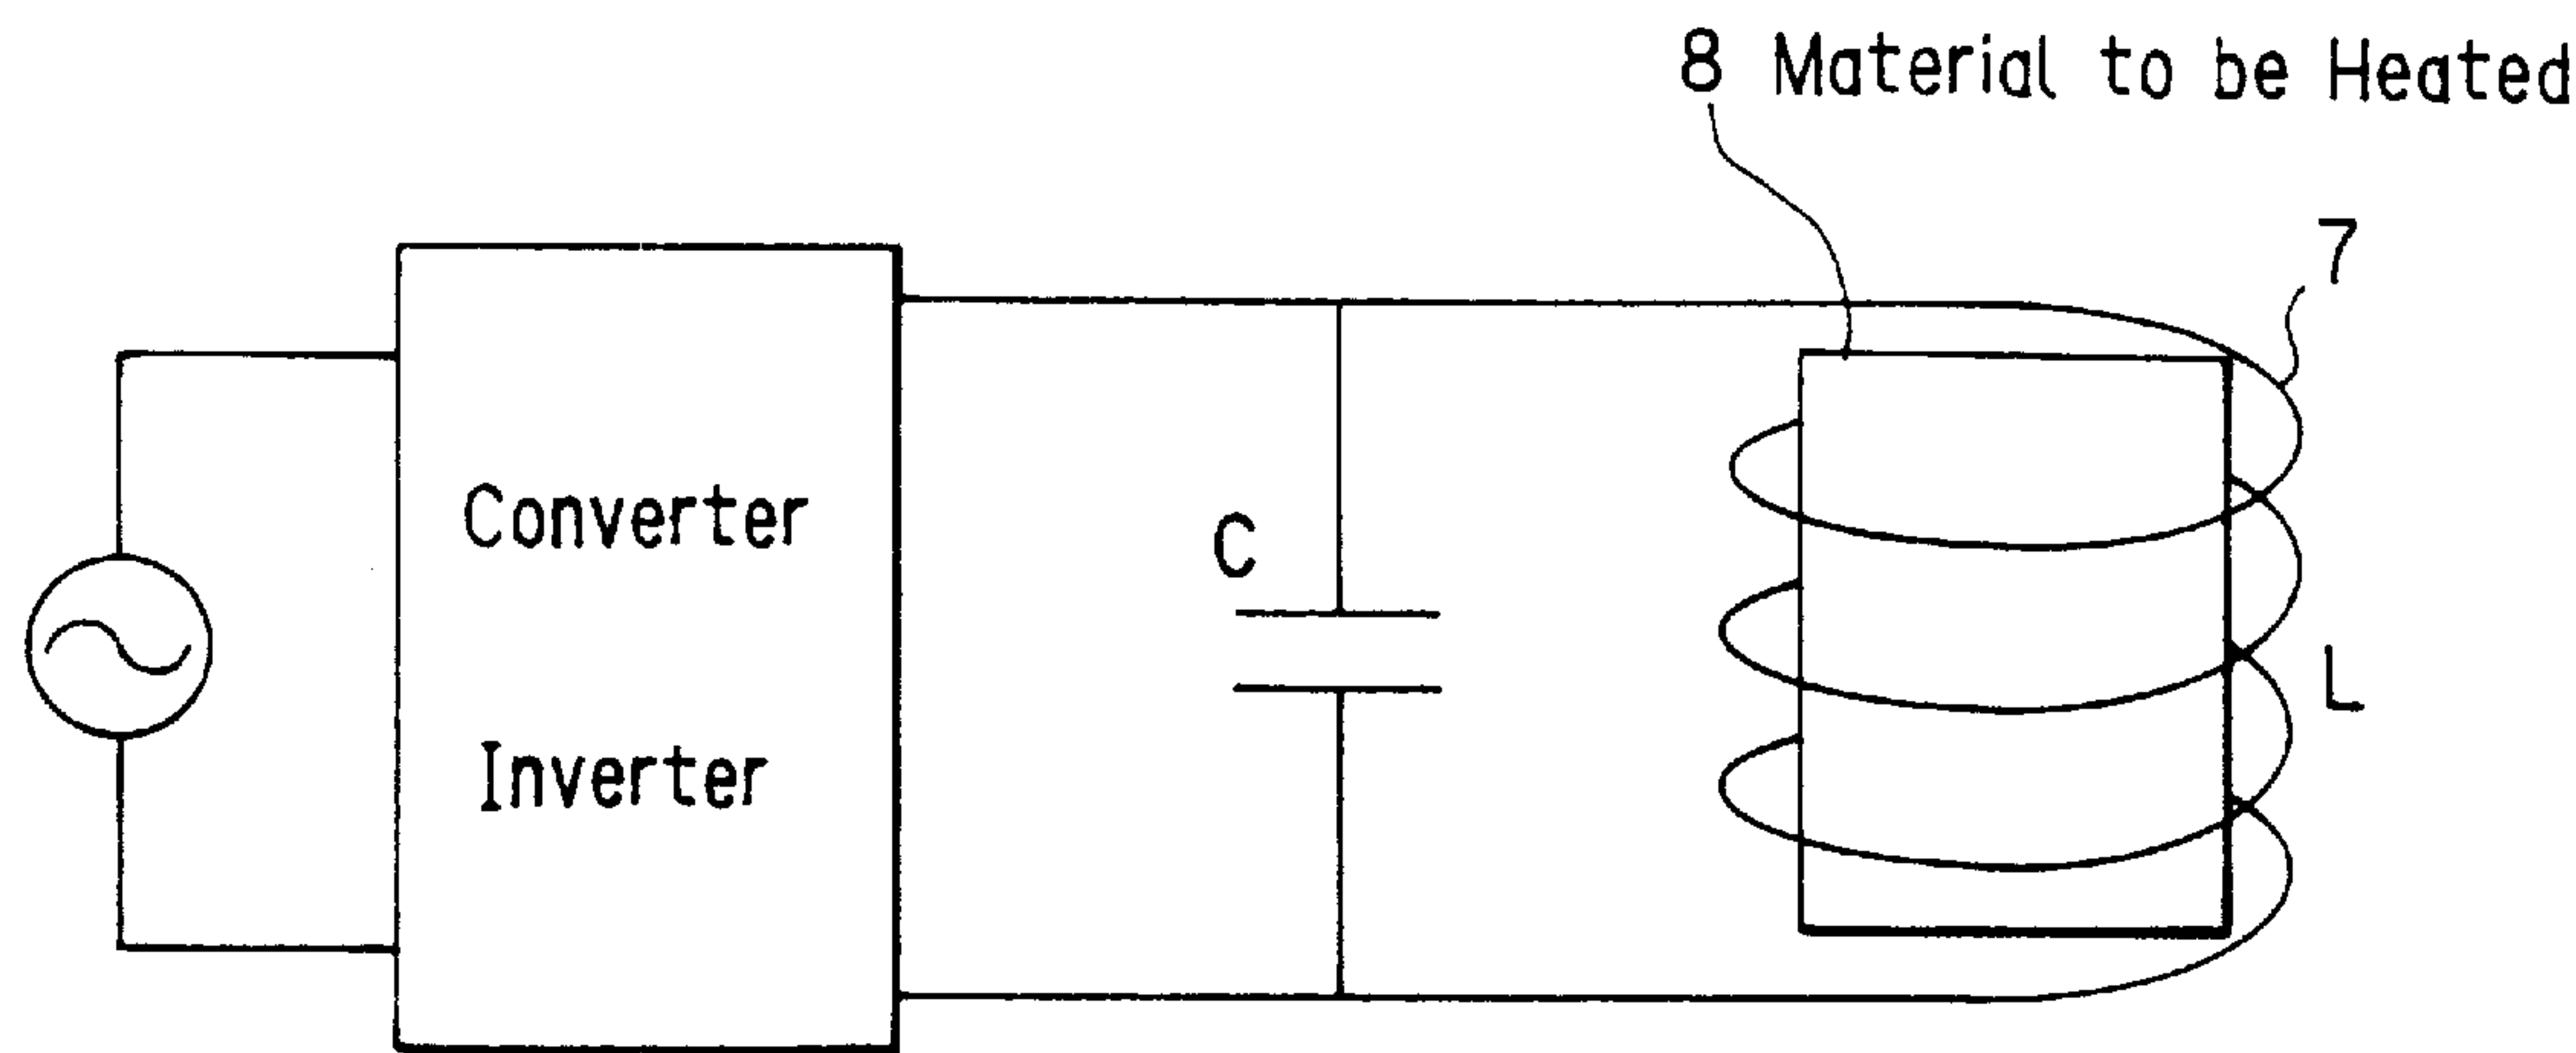 8 Material to be Heated
7
Converter
C
L
Inverter